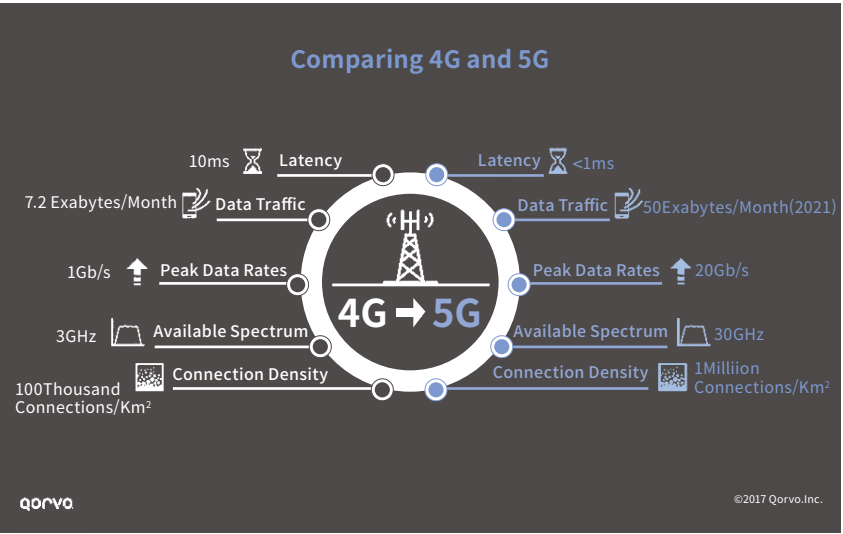 Comparing 4G and 5G
10ms
Latency
Latency
<1ms
7.2 Exabytes/Month
Data Traffic
Data Traffic
50Exabytes/Month(2021)
1Gb/s
Peak Data Rates
Peak Data Rates
20Gb/s
4G
5G
3GHz
Available Spectrum
Available Spectrum
30GHz
100Thousand
Connections/Km²
Connection Density
Connection Density
1Milliion
Connections/Km²
QORVO
©2017 Qorvo.Inc.